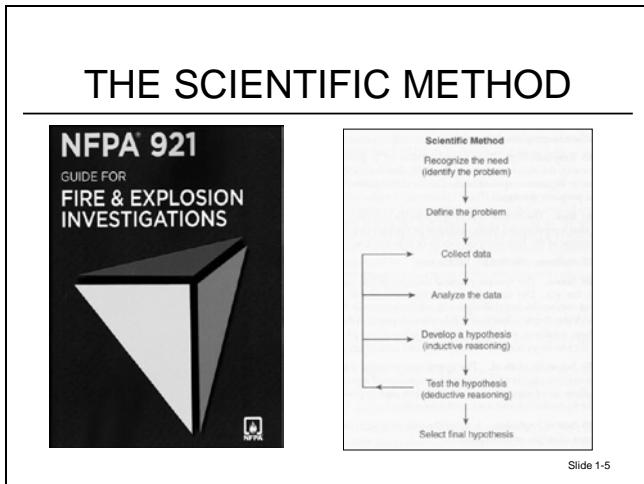 THE SCIENTIFIC METHOD
NFPA® 921
GUIDE FOR
FIRE & EXPLOSION
INVESTIGATIONS
NFPA
Scientific Method
Recognize the need
(identify the problem)
Define the problem
Collect data
Analyze the data
Develop a hypothesis
(inductive reasoning)
Test the hypothesis
(deductive reasoning)
Select final hypothesis
Slide 1-5